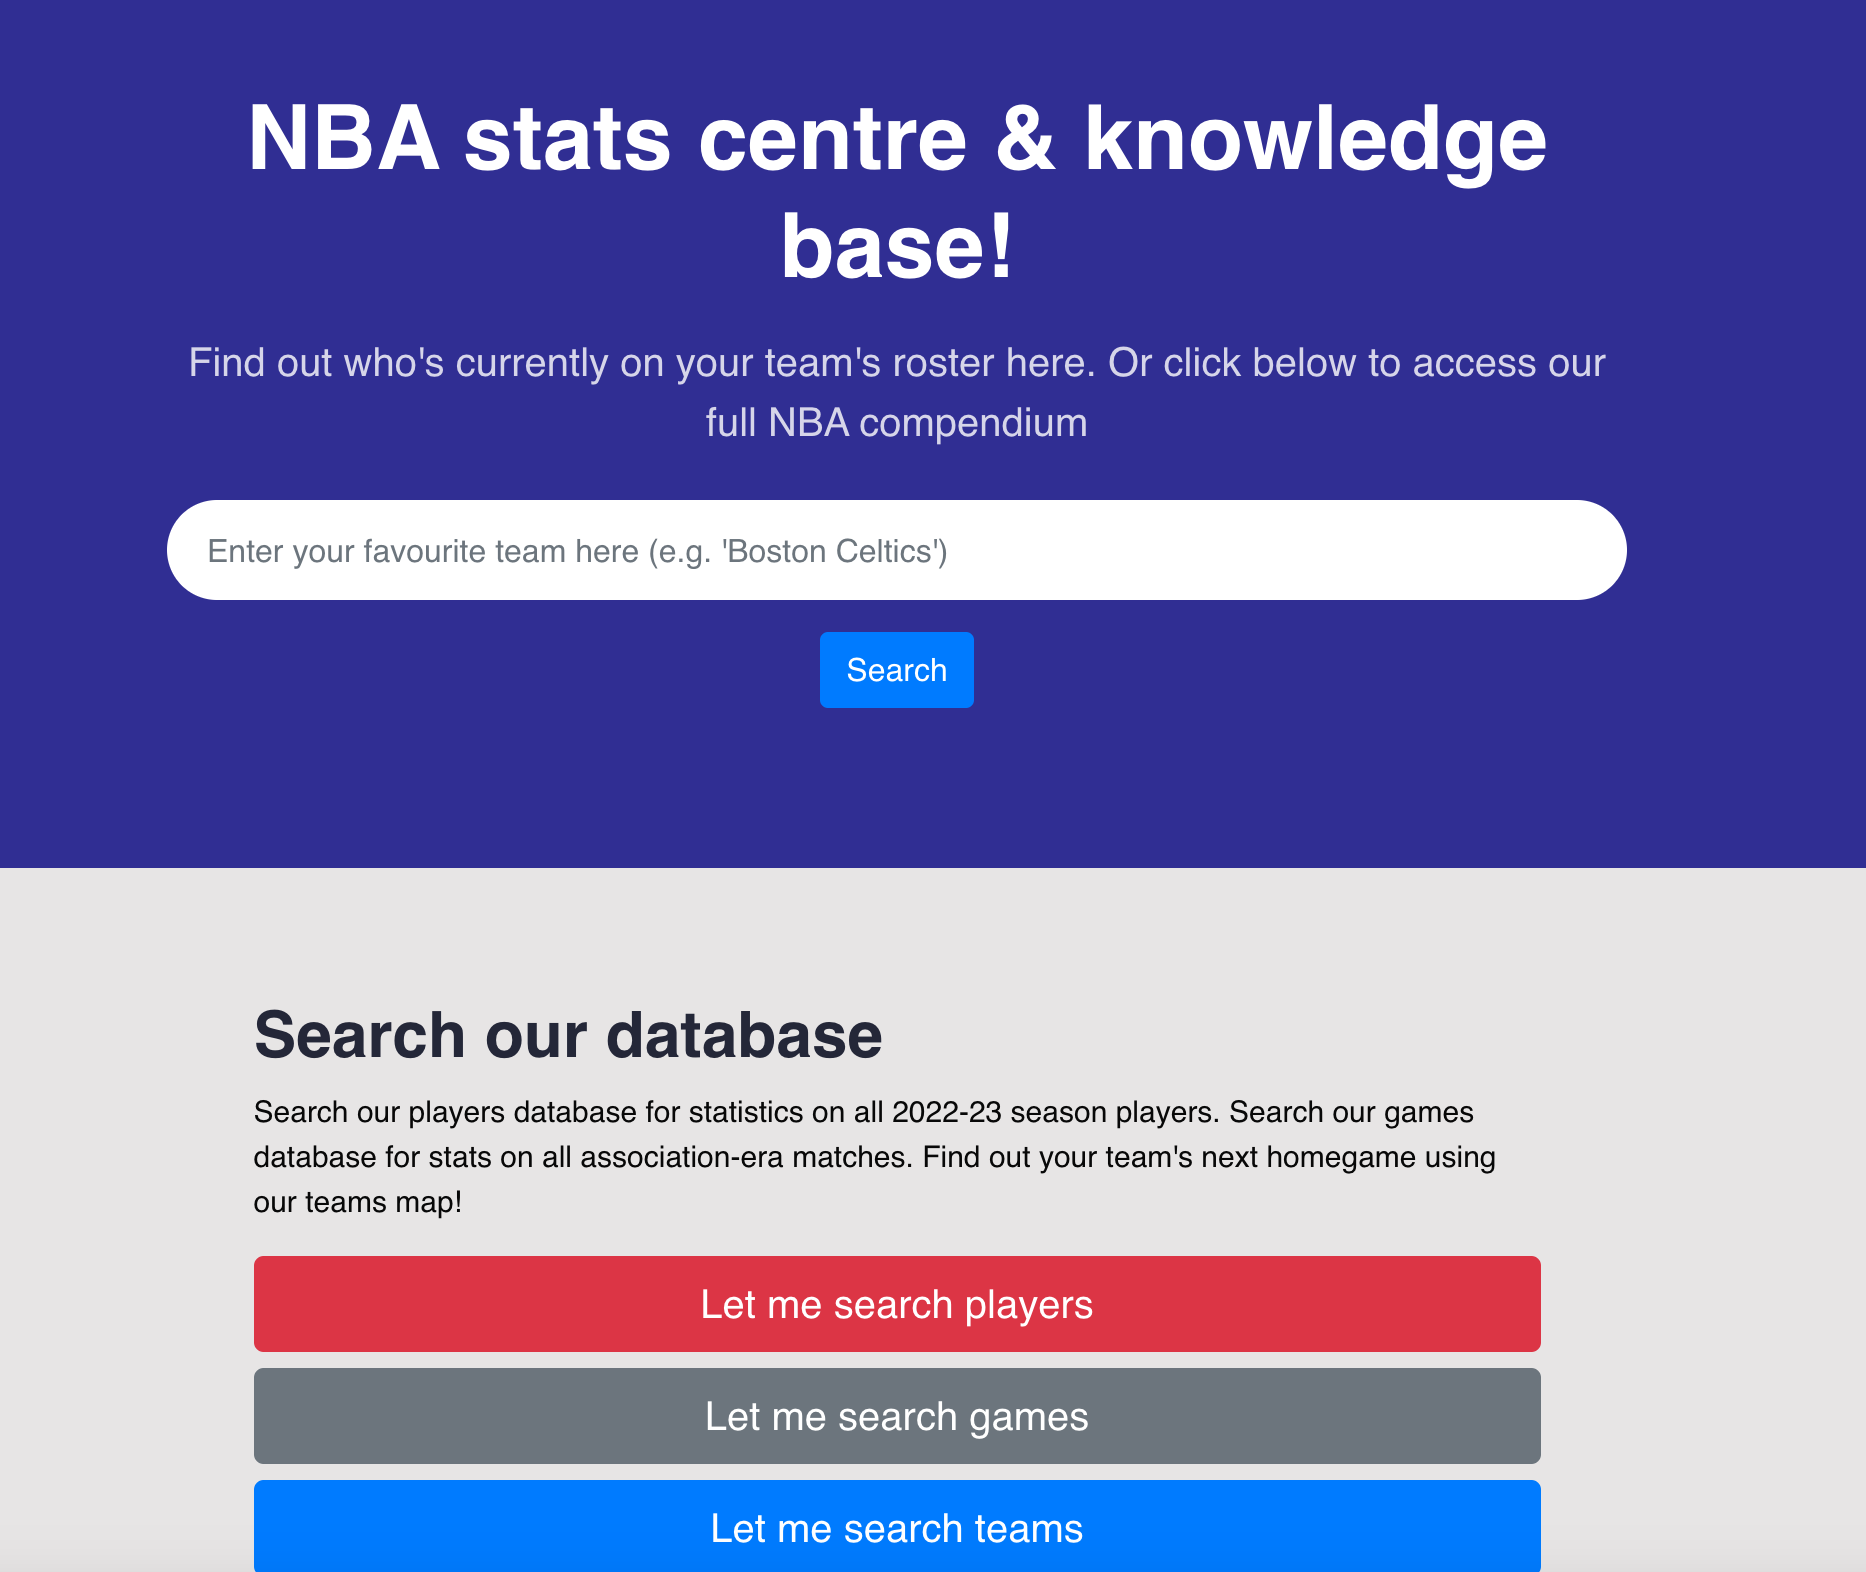 NBA stats centre & knowledge
base!
Find out who's currently on your team's roster here. Or click below to access our
full NBA compendium
Enter your favourite team here (e.g. 'Boston Celtics')
Search
Search our database
Search our players database for statistics on all 2022-23 season players. Search our games
database for stats on all association-era matches. Find out your team's next homegame using
our teams map!
Let me search players
Let me search games
Let me search teams